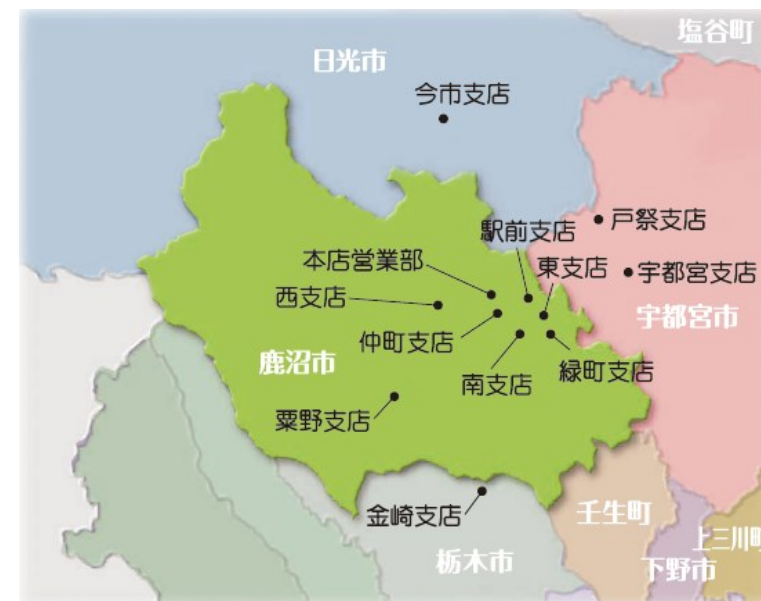 塩谷町
日光市
今市支店
戸祭支店
駅前支店
本店営業部
東支店
宇都宮支店
西支店
宇都宮市
仲町支店
鹿沼市
南支店
緑町支店
粟野支店
金崎支店
壬生町
上三川町
栃木市
下野市